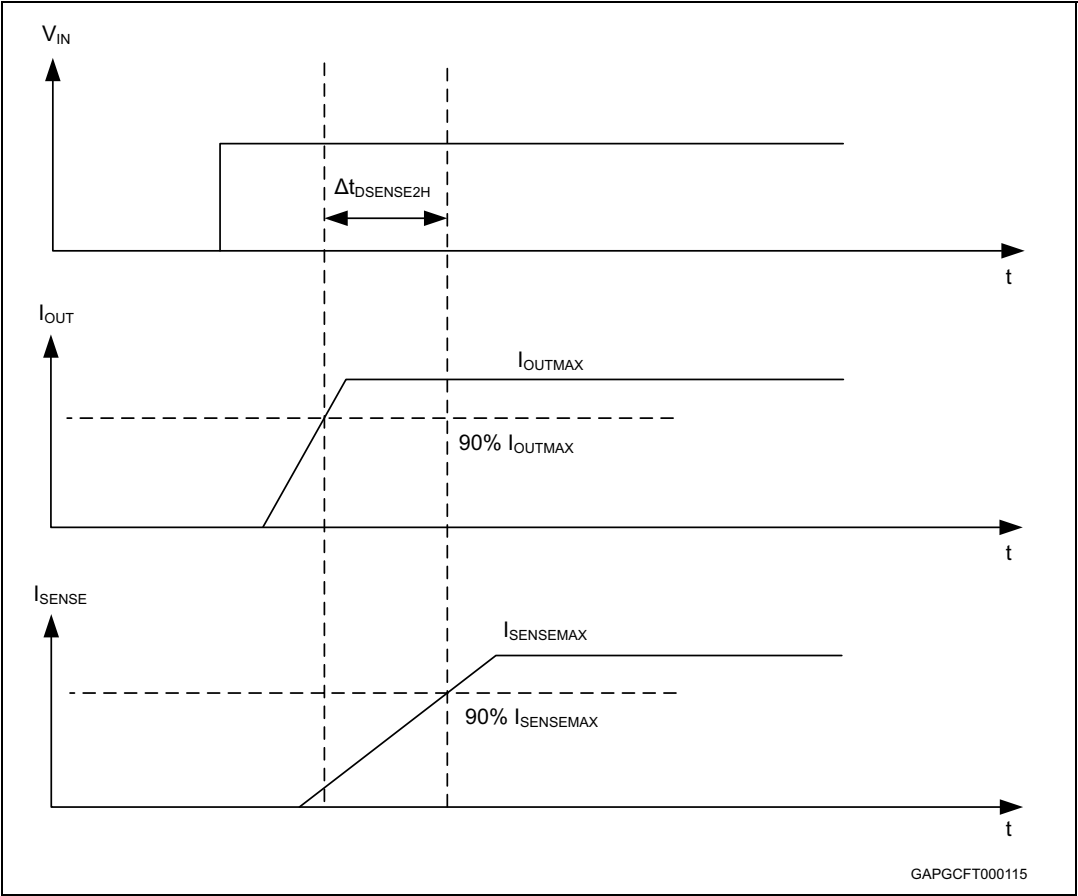 VIN
ΔtDSENSE2H
t
IOUT
IOUTMAX
90% IOUTMAX
t
ISENSE
ISENSEMAX
90% ISENSEMAX
t
GAPGCFT000115